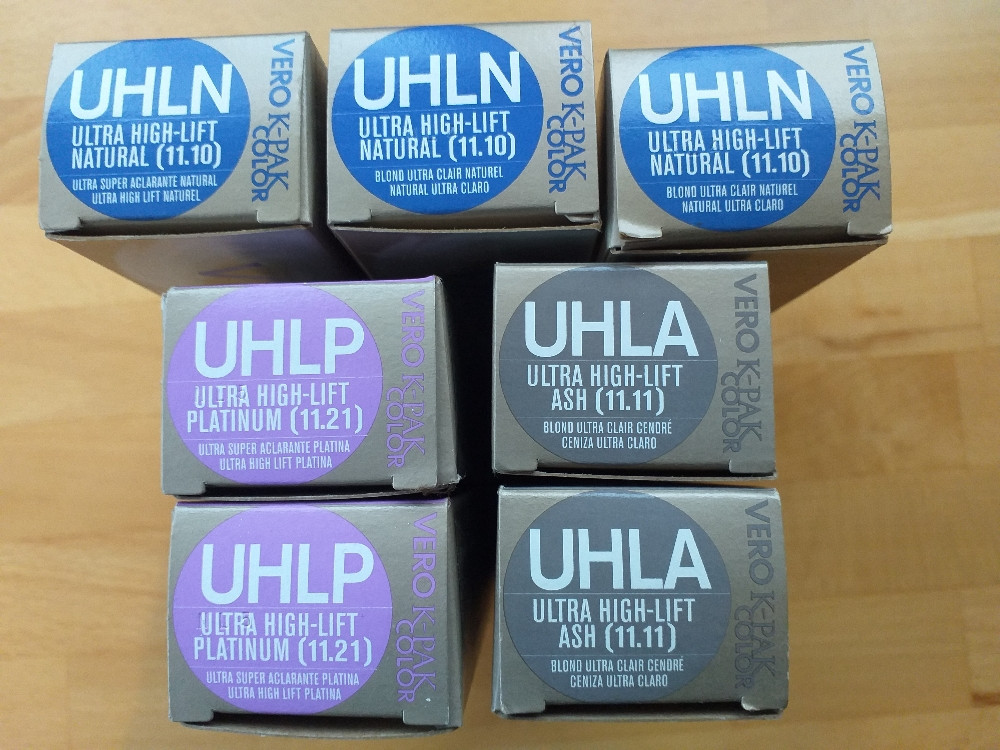 UHLN
ULTRA HIGH-LIFT
NATURAL (11.10)
ULTRA SUPER ACLARANTE NATURAL
ULTRA HIGH LIFT NATUREL
VERO K-PAK
COLOR
UHLN
ULTRA HIGH-LIFT
NATURAL (11.10)
BLOND ULTRA CLAIR NATUREL
NATURAL ULTRA CLARO
VERO K-PAK
COLOR
UHLN
ULTRA HIGH-LIFT
NATURAL (11.10)
BLOND ULTRA CLAIR NATUREL
NATURAL ULTRA CLARO
VERO K-PAK
COLOR
UHLP
ULTRA HIGH-LIFT
PLATINUM (11.21)
ULTRA SUPER ACLARANTE PLATINA
ULTRA HIGH LIFT PLATINA
VERO K-PAK
COLOR
UHLA
ULTRA HIGH-LIFT
ASH (11.11)
BLOND ULTRA CLAIR CENDRÉ
CENIZA ULTRA CLARO
VERO K-PAK
COLOR
UHLP
ULTRA HIGH-LIFT
PLATINUM (11.21)
ULTRA SUPER ACLARANTE PLATINA
ULTRA HIGH LIFT PLATINA
VERO K-PAK
COLOR
UHLA
ULTRA HIGH-LIFT
ASH (11.11)
BLOND ULTRA CLAIR CENDRÉ
CENIZA ULTRA CLARO
VERO K-PAK
COLOR